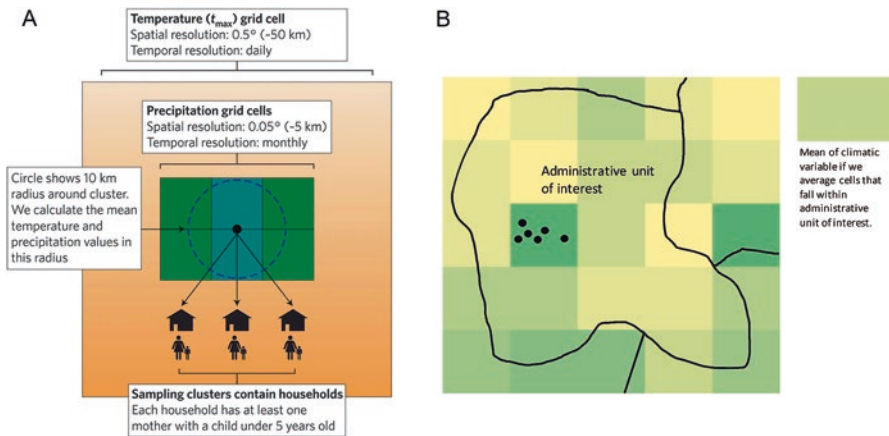 A
Temperature (tmax) grid cell
Spatial resolution: 0.5° (~50 km)
Temporal resolution: daily
Precipitation grid cells
Spatial resolution: 0.05° (~5 km)
Temporal resolution: monthly
Circle shows 10 km
radius around cluster.
We calculate the mean
temperature and
precipitation values in
this radius
Sampling clusters contain households
Each household has at least one
mother with a child under 5 years old
B
Administrative unit
of interest
Mean of climatic
variable if we
average cells that
fall within
administrative
unit of interest.